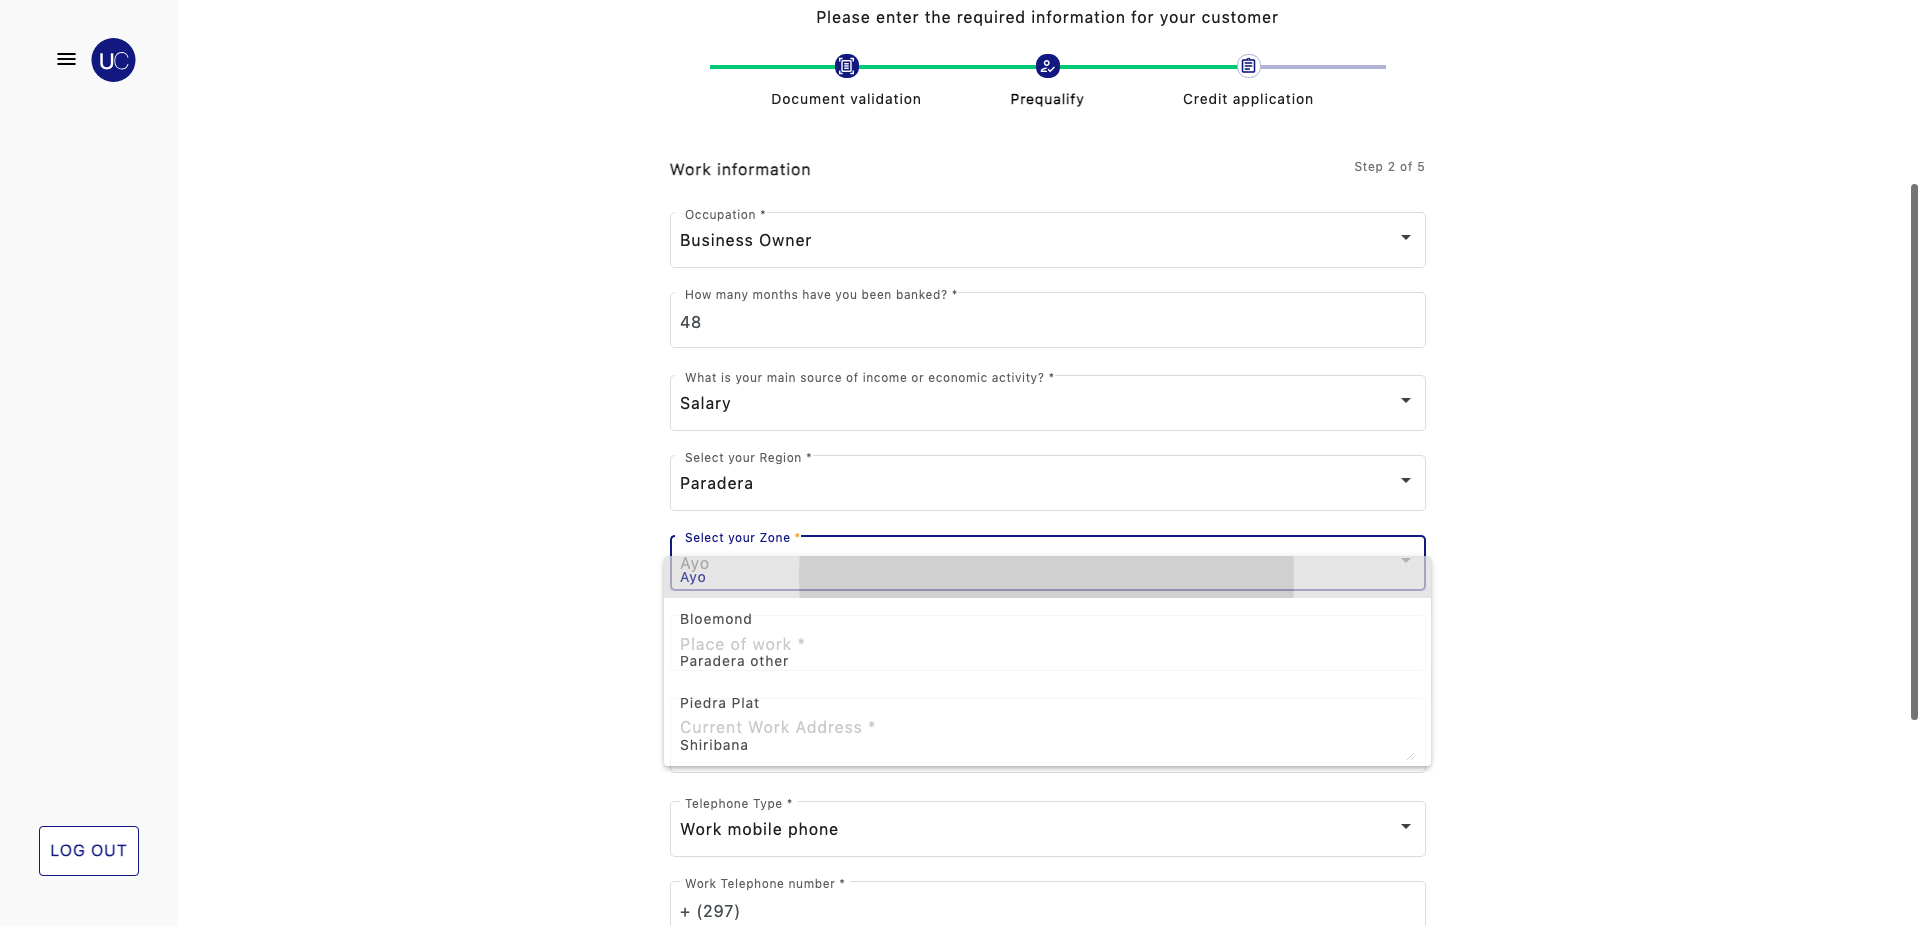 Please enter the required information for your customer
UC
Document validation
Prequalify
Credit application
Work information
Step 2 of 5
Occupation *
Business Owner
How many months have you been banked? *
48
What is your main source of income or economic activity? *
Salary
Select your Region *
Paradera
Select your Zone *
Ayo
Ayo
Bloemond
Place of work *
Paradera other
Piedra Plat
Current Work Address *
Shiribana
Telephone Type *
Work mobile phone
LOG OUT
Work Telephone number *
+ (297)